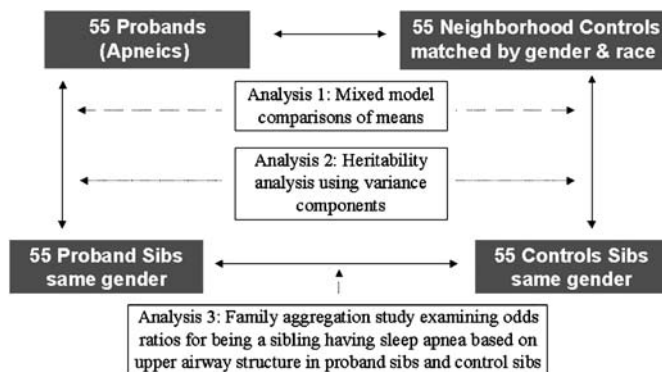 55 Probands
(Apneics)
55 Neighborhood Controls
matched by gender & race
Analysis 1: Mixed model
comparisons of means
Analysis 2: Heritability
analysis using variance
components
55 Proband Sibs
same gender
55 Controls Sibs
same gender
Analysis 3: Family aggregation study examining odds
ratios for being a sibling having sleep apnea based on
upper airway structure in proband sibs and control sibs